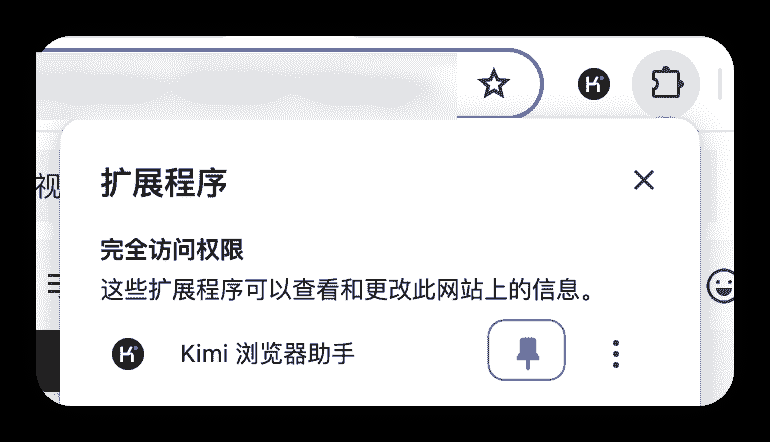 视
扩展程序
完全访问权限
这些扩展程序可以查看和更改此网站上的信息。
Kimi 浏览器助手